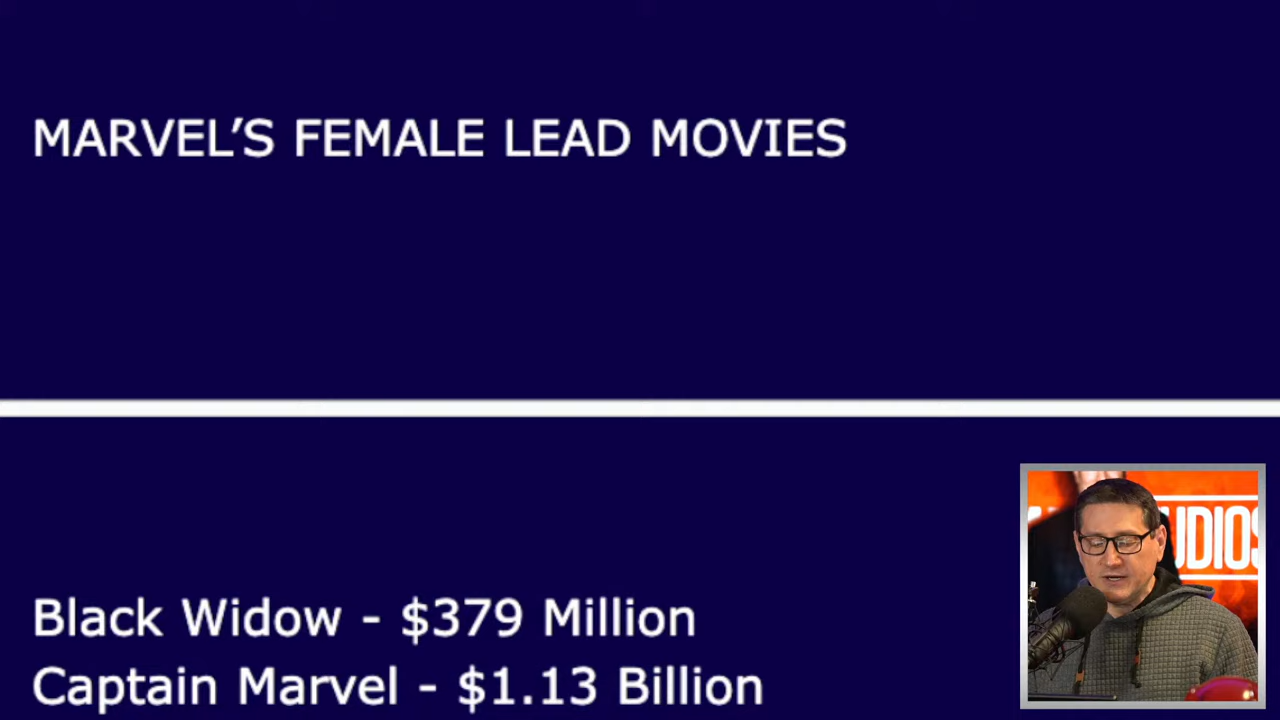 MARVEL’S FEMALE LEAD MOVIES
Black Widow - $379 Million
Captain Marvel - $1.13 Billion